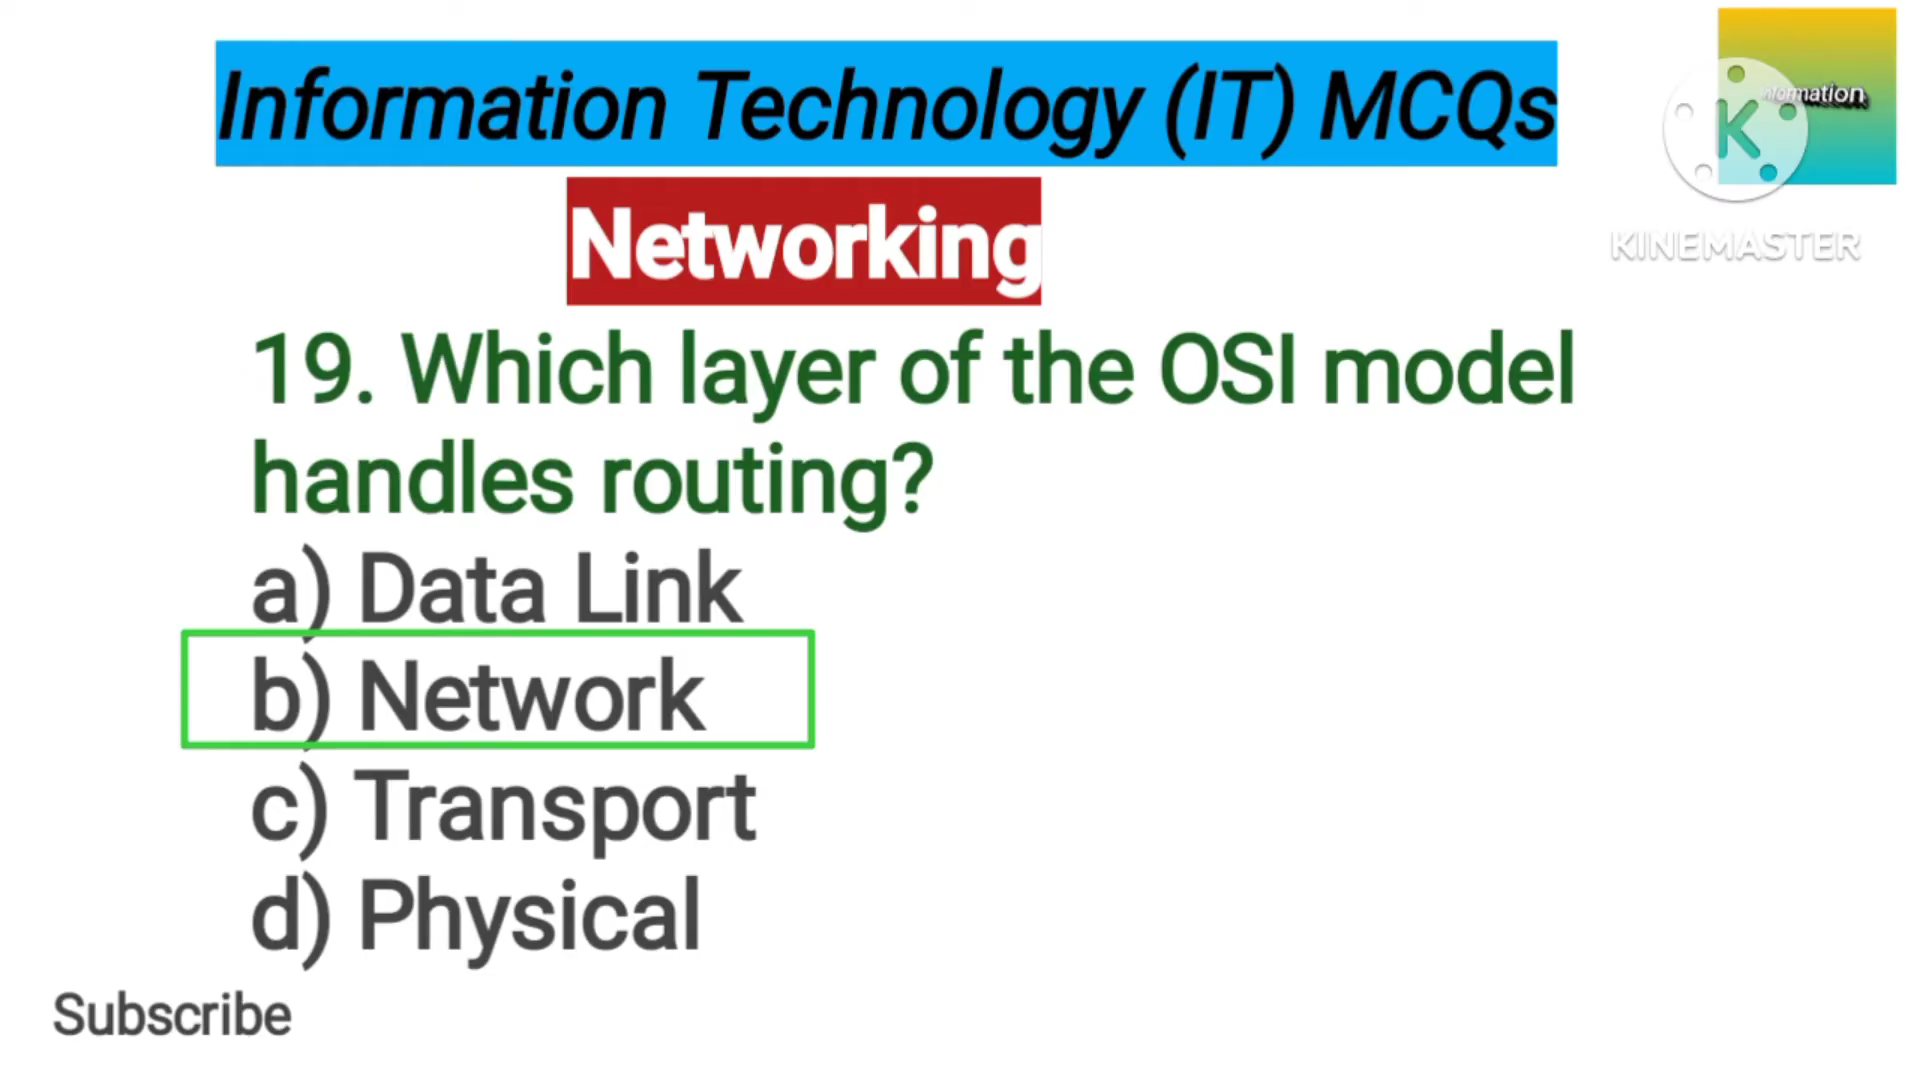 Information Technology (IT) MCQs
Networking
19. Which layer of the OSI model
handles routing?
a) Data Link
b) Network
c) Transport
d) Physical
Subscribe
K
KINEMASTER